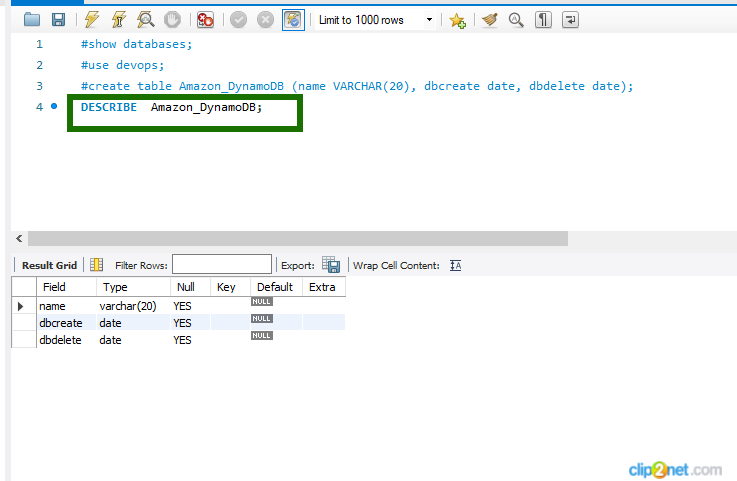 Limit to 1000 rows
1 #show databases;
2 #use devops;
3 #create table Amazon_DynamoDB (name VARCHAR(20), dbcreate date, dbdelete date);
4 DESCRIBE  Amazon_DynamoDB;
Result Grid Filter Rows: Export: Wrap Cell Content:
Field Type Null Key Default Extra
name varchar(20) YES NULL
dbcreate date YES NULL
dbdelete date YES NULL
clip2net.com